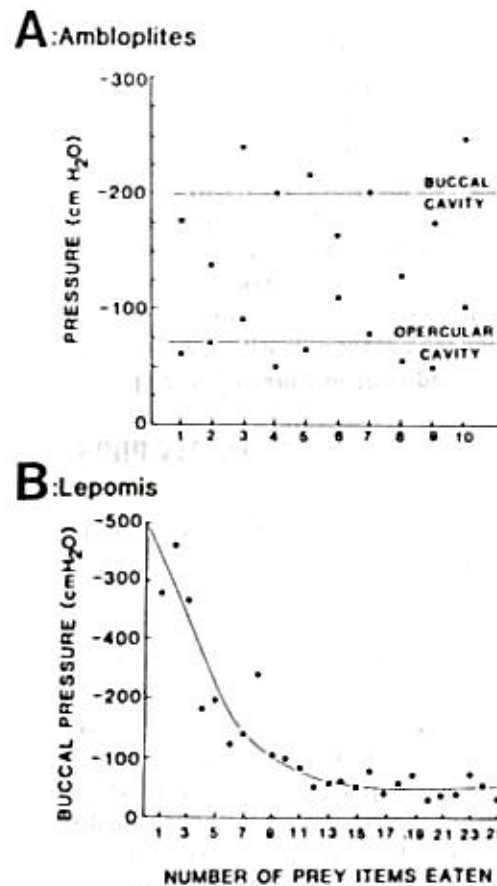 A:Ambloplites
PRESSURE (cm H2O)
-300
-200
-100
0
BUCCAL
CAVITY
OPERCULAR
CAVITY
1 2 3 4 5 6 7 8 9 10
B:Lepomis
BUCCAL PRESSURE (cmH2O)
-500
-300
-400
-200
-100
0
1 3 5 7 9 11 13 15 17 19 21 23
NUMBER OF PREY ITEMS EATEN